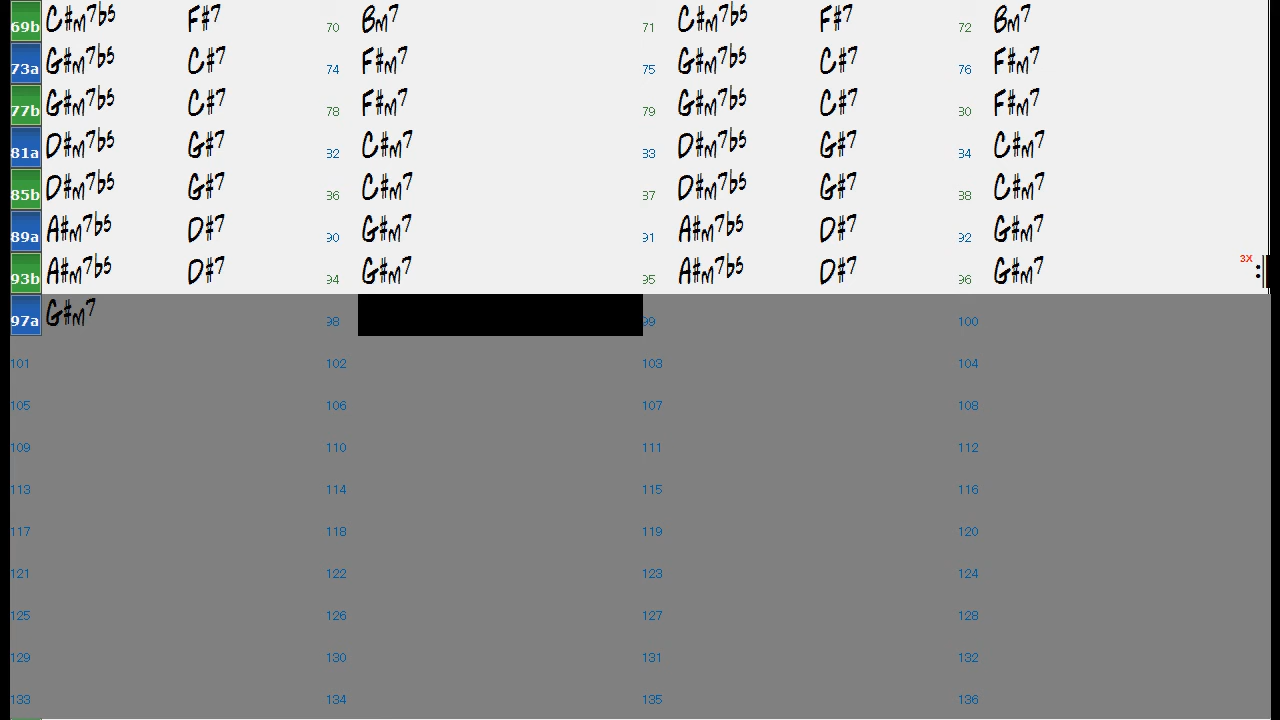 69b C#m7b5 F#7 70 Bm7 71 C#m7b5 F#7 72 Bm7
73a G#m7b5 C#7 74 F#m7 75 G#m7b5 C#7 76 F#m7
77b G#m7b5 C#7 78 F#m7 79 G#m7b5 C#7 80 F#m7
81a D#m7b5 G#7 82 C#m7 83 D#m7b5 G#7 84 C#m7
85b D#m7b5 G#7 86 C#m7 87 D#m7b5 G#7 88 C#m7
89a A#m7b5 D#7 90 G#m7 91 A#m7b5 D#7 92 G#m7
93b A#m7b5 D#7 94 G#m7 95 A#m7b5 D#7 96 G#m7 3X
97a G#m7 98 99 100
101 102 103 104
105 106 107 108
109 110 111 112
113 114 115 116
117 118 119 120
121 122 123 124
125 126 127 128
129 130 131 132
133 134 135 136